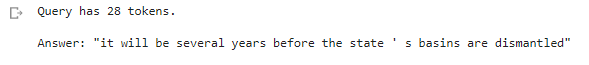 Query has 28 tokens.
Answer: "it will be several years before the state ' s basins are dismantled"